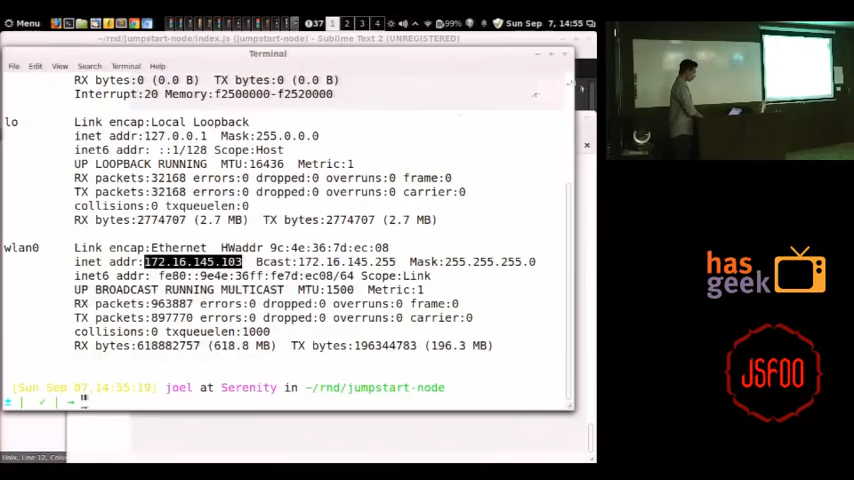 Menu
37
1
2
3
4
99%
Sun Sep 7, 14:55
~/rnd/jumpstart-node/index.js (jumpstart-node) - Sublime Text 2 (UNREGISTERED)
Terminal
File Edit View Search Terminal Help
RX bytes:0 (0.0 B) TX bytes:0 (0.0 B)
Interrupt:20 Memory:f2500000-f2520000
lo Link encap:Local Loopback
inet addr:127.0.0.1 Mask:255.0.0.0
inet6 addr: ::1/128 Scope:Host
UP LOOPBACK RUNNING MTU:16436 Metric:1
RX packets:32168 errors:0 dropped:0 overruns:0 frame:0
TX packets:32168 errors:0 dropped:0 overruns:0 carrier:0
collisions:0 txqueuelen:0
RX bytes:2774707 (2.7 MB) TX bytes:2774707 (2.7 MB)
wlan0 Link encap:Ethernet HWaddr 9c:4e:36:7d:ec:08
inet addr:172.16.145.103 Bcast:172.16.145.255 Mask:255.255.255.0
inet6 addr: fe80::9e4e:36ff:fe7d:ec08/64 Scope:Link
UP BROADCAST RUNNING MULTICAST MTU:1500 Metric:1
RX packets:963887 errors:0 dropped:0 overruns:0 frame:0
TX packets:897770 errors:0 dropped:0 overruns:0 carrier:0
collisions:0 txqueuelen:1000
RX bytes:618882757 (618.8 MB) TX bytes:196344783 (196.3 MB)
[Sun Sep 07,14:55:19] joel at Serenity in ~/rnd/jumpstart-node
± | ✓ | →
Unix, Line 12, Colu
has
geek
JSFOO